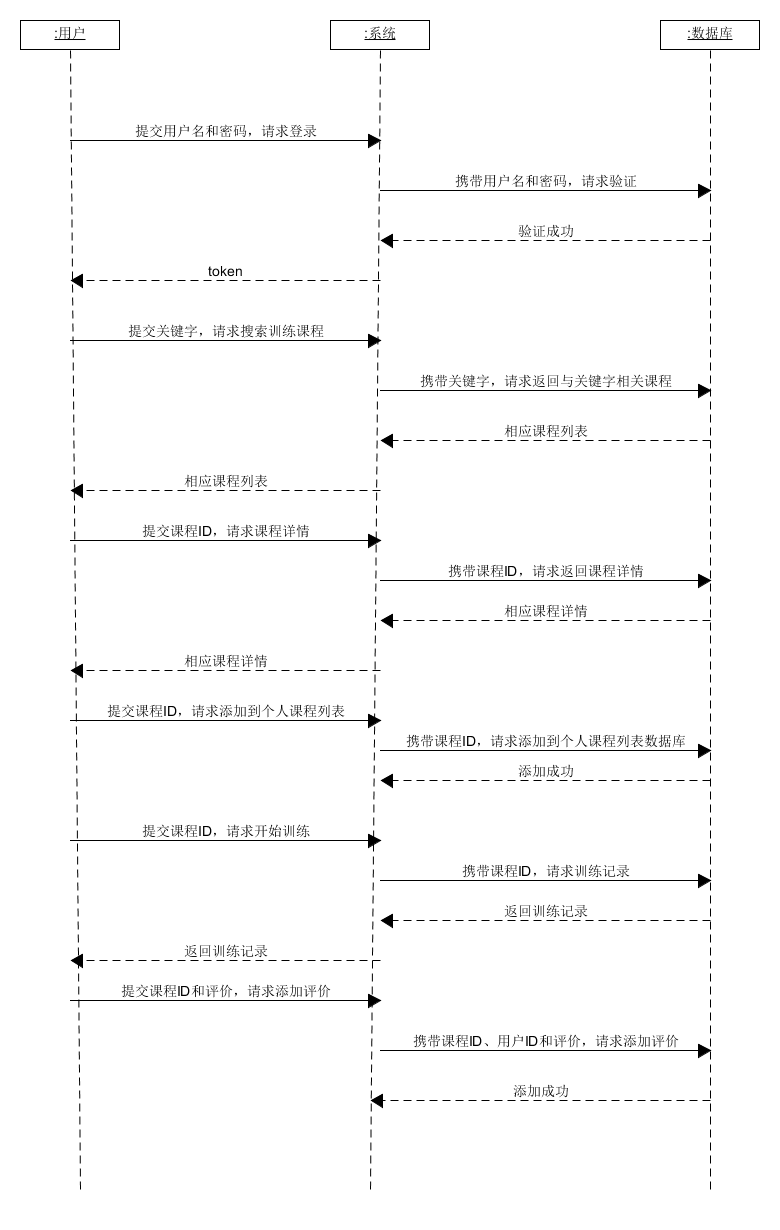 :用户
:系统
:数据库
提交用户名和密码，请求登录
携带用户名和密码，请求验证
验证成功
token
提交关键字，请求搜索训练课程
携带关键字，请求返回与关键字相关课程
相应课程列表
相应课程列表
提交课程ID，请求课程详情
携带课程ID，请求返回课程详情
相应课程详情
相应课程详情
提交课程ID，请求添加到个人课程列表
携带课程ID，请求添加到个人课程列表数据库
添加成功
提交课程ID，请求开始训练
携带课程ID，请求训练记录
返回训练记录
返回训练记录
提交课程ID和评价，请求添加评价
携带课程ID、用户ID和评价，请求添加评价
添加成功